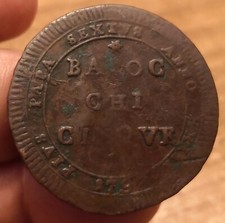 PIVS PAPA SEXTVS ANNO
BAIOC
CHI
CINQVE